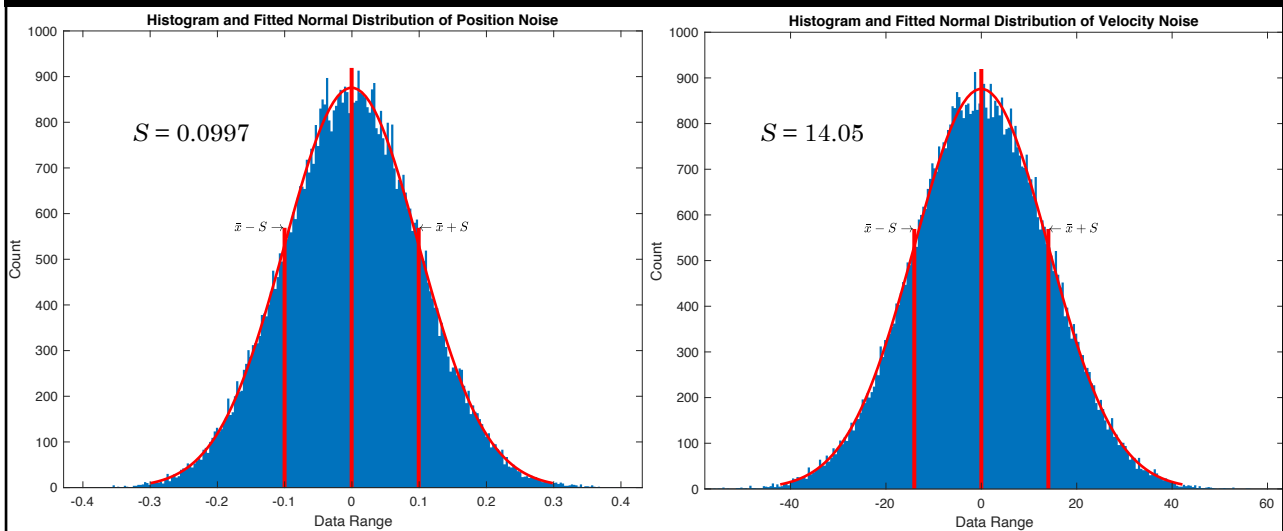 Histogram and Fitted Normal Distribution of Position Noise
1000
900
800
700
600
500
400
300
200
100
0
Count
S = 0.0997
x̄ − S →
← x̄ + S
-0.4 -0.3 -0.2 -0.1 0 0.1 0.2 0.3 0.4
Data Range
Histogram and Fitted Normal Distribution of Velocity Noise
1000
900
800
700
600
500
400
300
200
100
0
Count
S = 14.05
x̄ − S →
← x̄ + S
-40 -20 0 20 40 60
Data Range